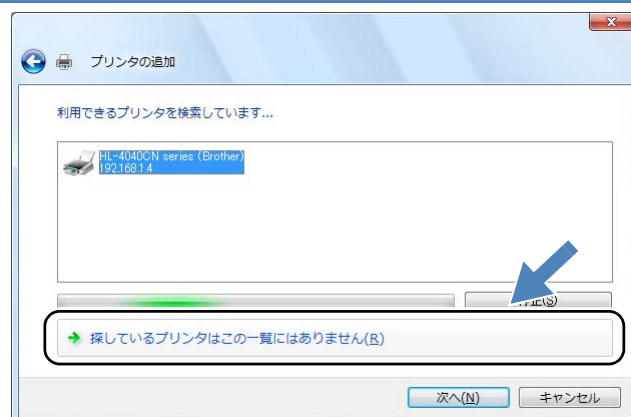 プリンタの追加
利用できるプリンタを検索しています...
HL-4040CN series (Brother)
192.168.1.4
探しているプリンタはこの一覧にはありません(R)
次へ(N)
キャンセル